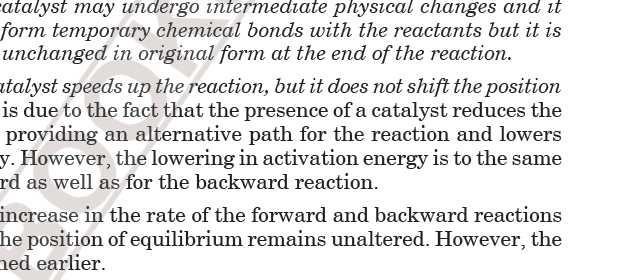 catalyst may undergo intermediate physical changes and it
form temporary chemical bonds with the reactants but it is
unchanged in original form at the end of the reaction.
catalyst speeds up the reaction, but it does not shift the position
is due to the fact that the presence of a catalyst reduces the
providing an alternative path for the reaction and lowers
y. However, the lowering in activation energy is to the same
rd as well as for the backward reaction.
increase in the rate of the forward and backward reactions
he position of equilibrium remains unaltered. However, the
ned earlier.
BOOK